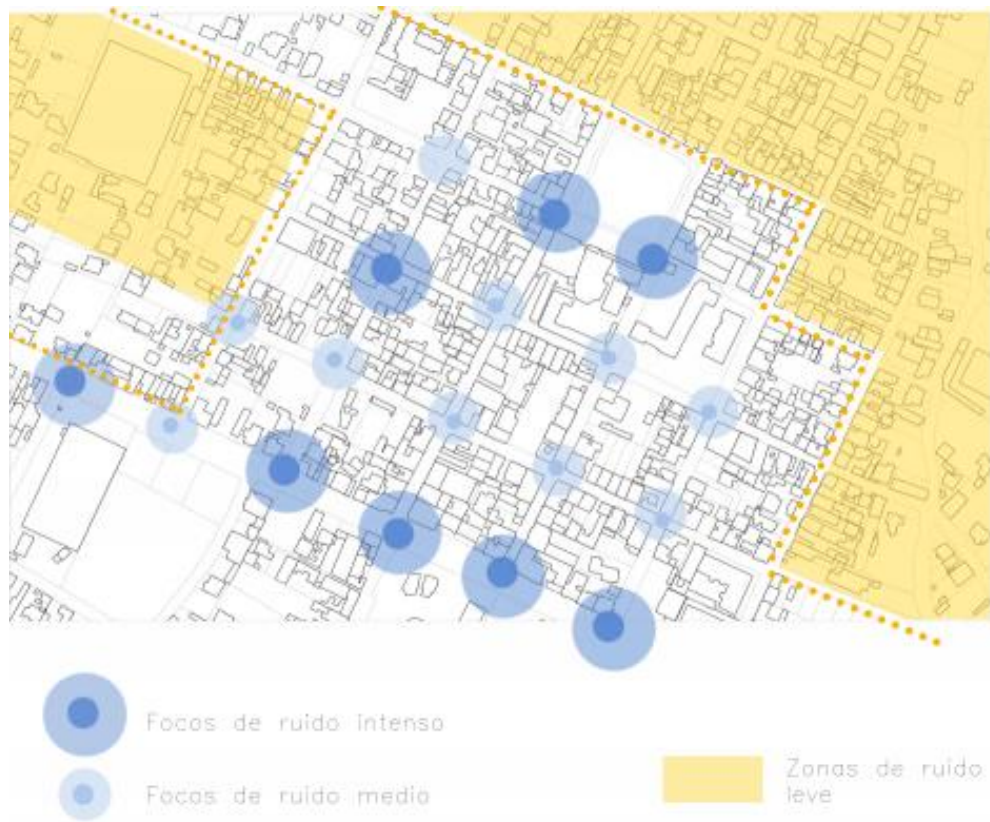 Focos de ruido intenso
Focos de ruido medio
Zonas de ruido
leve